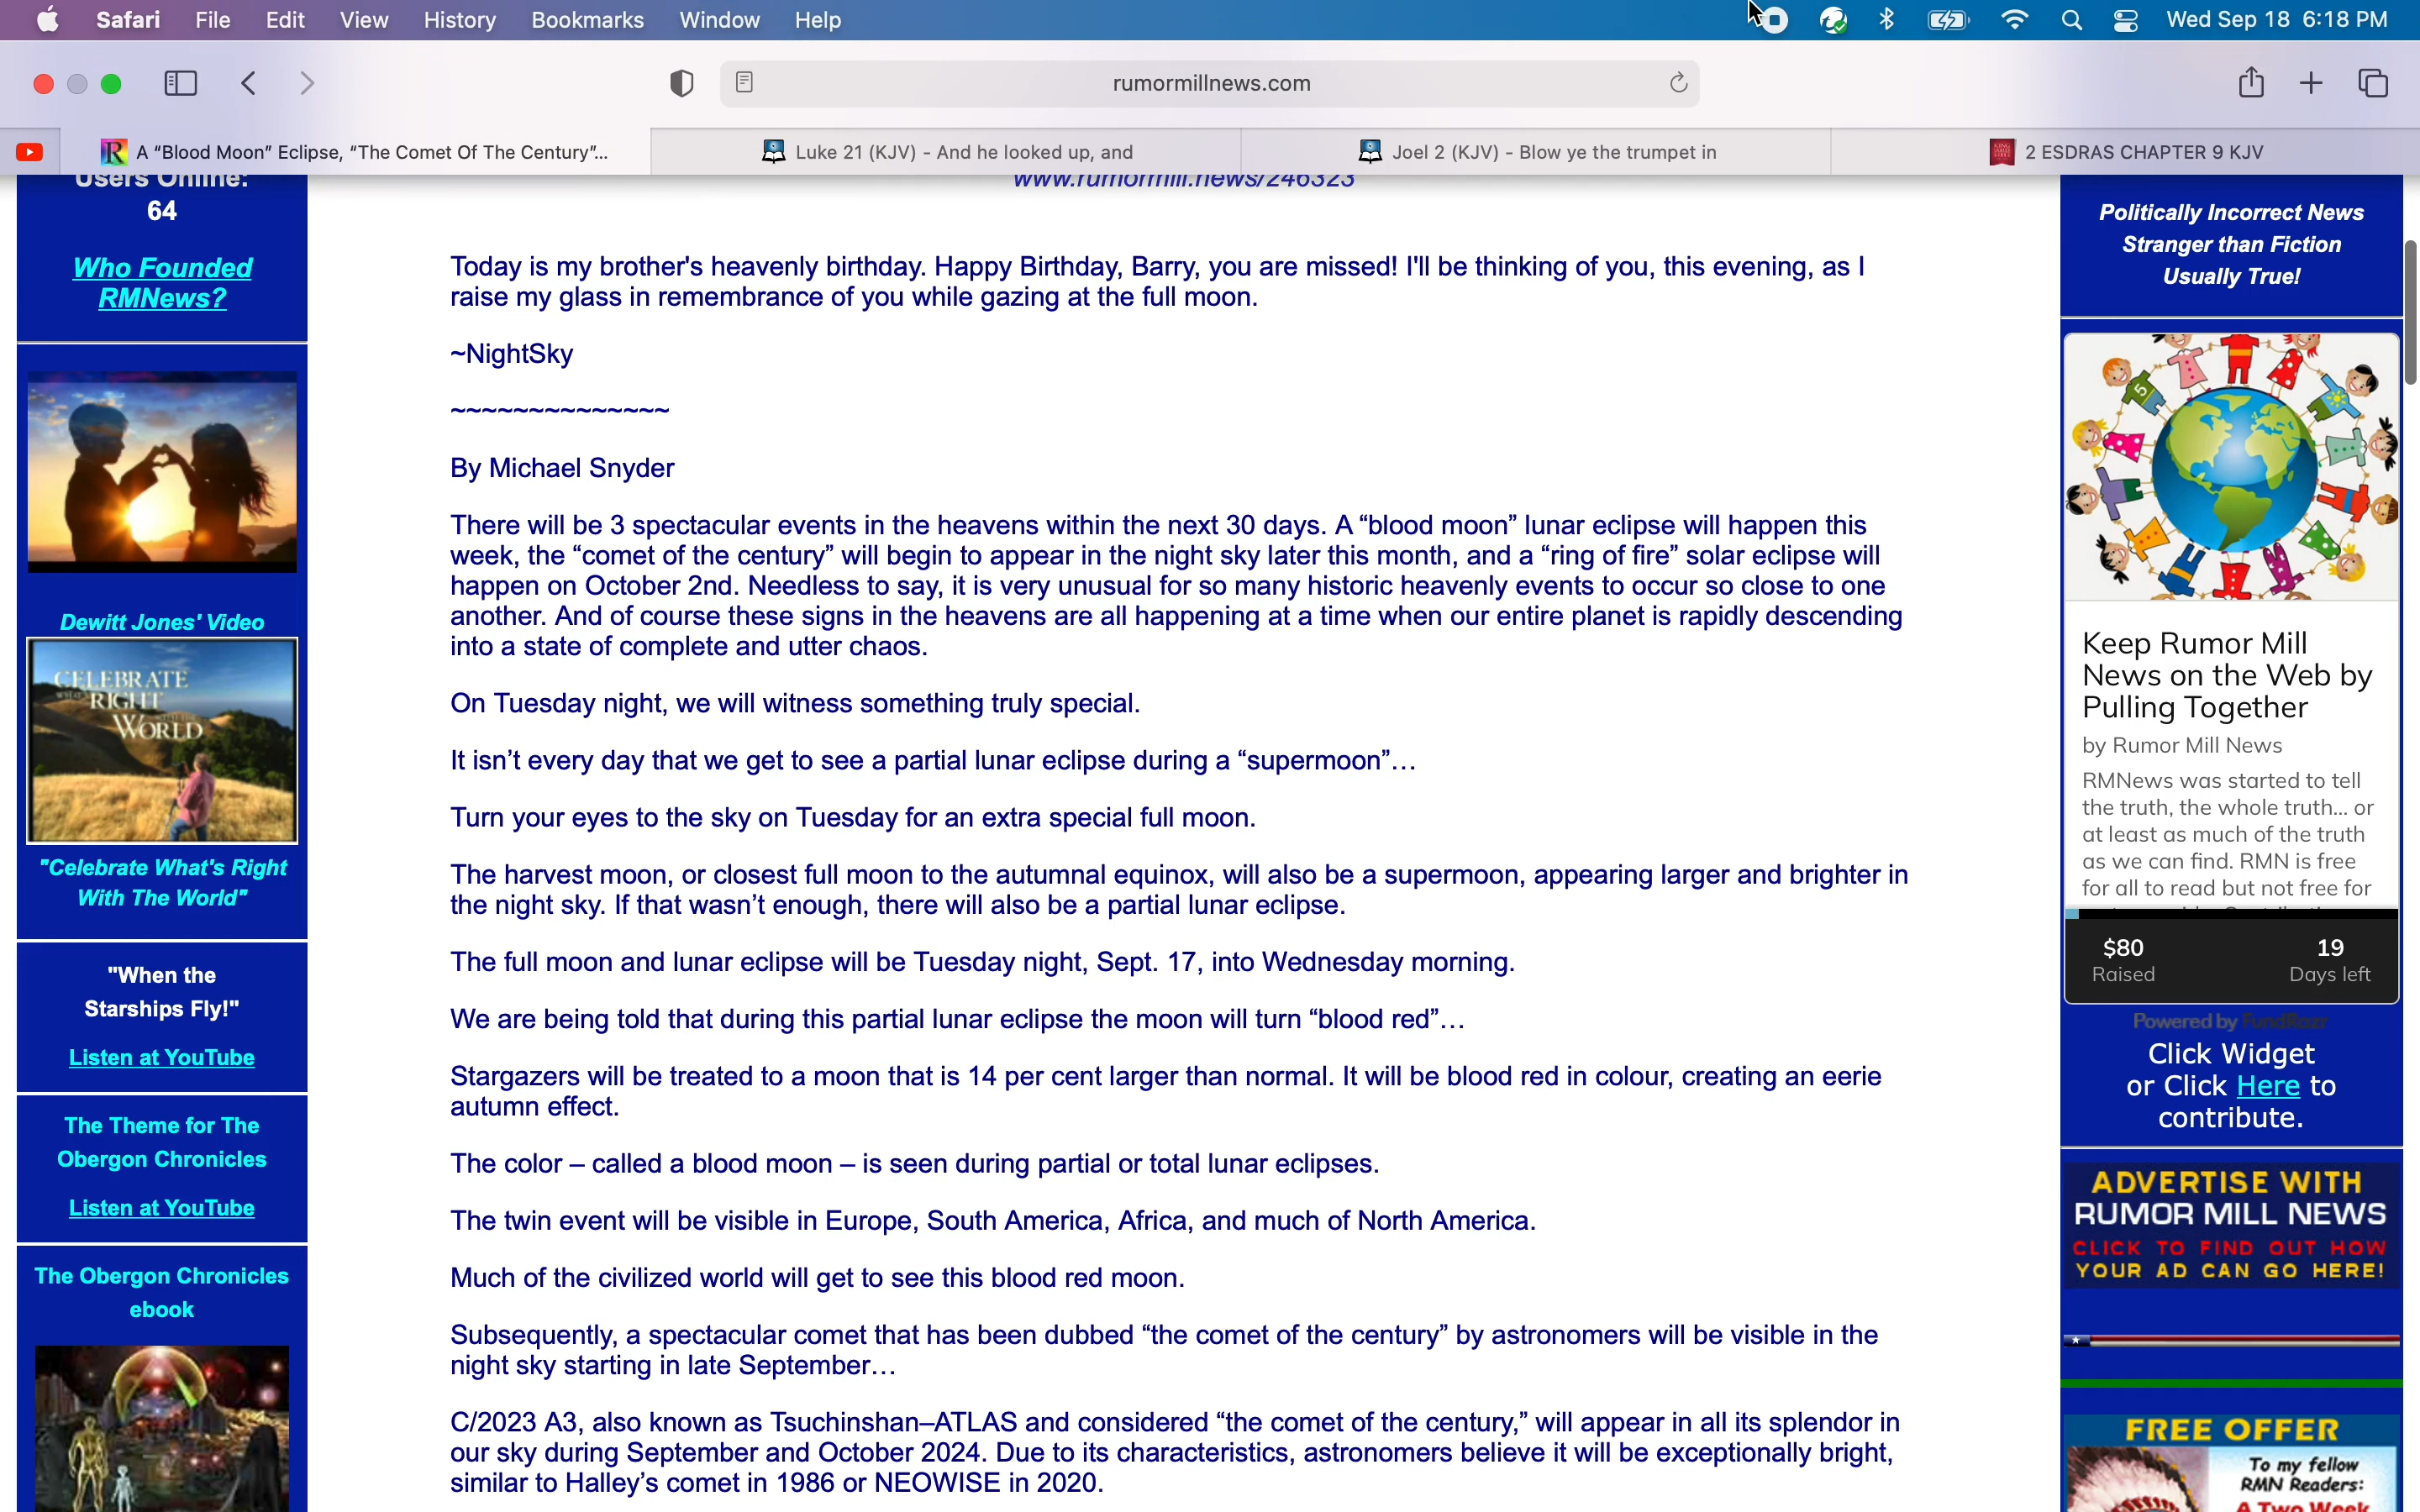 Safari File Edit View History Bookmarks Window Help Wed Sep 18 6:18 PM
rumormillnews.com
A “Blood Moon” Eclipse, “The Comet Of The Century”...
Luke 21 (KJV) - And he looked up, and
Joel 2 (KJV) - Blow ye the trumpet in
2 ESDRAS CHAPTER 9 KJV
Users Online:
64
Who Founded
RMNews?
Dewitt Jones' Video
CELEBRATE
RIGHT
WORLD
"Celebrate What's Right
With The World"
"When the
Starships Fly!"
Listen at YouTube
The Theme for The
Obergon Chronicles
Listen at YouTube
The Obergon Chronicles
ebook
www.rumormill.news/246323
Today is my brother's heavenly birthday. Happy Birthday, Barry, you are missed! I'll be thinking of you, this evening, as I
raise my glass in remembrance of you while gazing at the full moon.
~NightSky
~~~~~~~~~~~~~~
By Michael Snyder
There will be 3 spectacular events in the heavens within the next 30 days. A “blood moon” lunar eclipse will happen this
week, the “comet of the century” will begin to appear in the night sky later this month, and a “ring of fire” solar eclipse will
happen on October 2nd. Needless to say, it is very unusual for so many historic heavenly events to occur so close to one
another. And of course these signs in the heavens are all happening at a time when our entire planet is rapidly descending
into a state of complete and utter chaos.
On Tuesday night, we will witness something truly special.
It isn’t every day that we get to see a partial lunar eclipse during a “supermoon”…
Turn your eyes to the sky on Tuesday for an extra special full moon.
The harvest moon, or closest full moon to the autumnal equinox, will also be a supermoon, appearing larger and brighter in
the night sky. If that wasn’t enough, there will also be a partial lunar eclipse.
The full moon and lunar eclipse will be Tuesday night, Sept. 17, into Wednesday morning.
We are being told that during this partial lunar eclipse the moon will turn “blood red”…
Stargazers will be treated to a moon that is 14 per cent larger than normal. It will be blood red in colour, creating an eerie
autumn effect.
The color – called a blood moon – is seen during partial or total lunar eclipses.
The twin event will be visible in Europe, South America, Africa, and much of North America.
Much of the civilized world will get to see this blood red moon.
Subsequently, a spectacular comet that has been dubbed “the comet of the century” by astronomers will be visible in the
night sky starting in late September…
C/2023 A3, also known as Tsuchinshan–ATLAS and considered “the comet of the century,” will appear in all its splendor in
our sky during September and October 2024. Due to its characteristics, astronomers believe it will be exceptionally bright,
similar to Halley’s comet in 1986 or NEOWISE in 2020.
Politically Incorrect News
Stranger than Fiction
Usually True!
5
Keep Rumor Mill
News on the Web by
Pulling Together
by Rumor Mill News
RMNews was started to tell
the truth, the whole truth... or
at least as much of the truth
as we can find. RMN is free
for all to read but not free for
$80
Raised
19
Days left
Powered by FundRazr
Click Widget
or Click Here to
contribute.
ADVERTISE WITH
RUMOR MILL NEWS
CLICK TO FIND OUT HOW
YOUR AD CAN GO HERE!
FREE OFFER
To my fellow
RMN Readers:
A Two Week